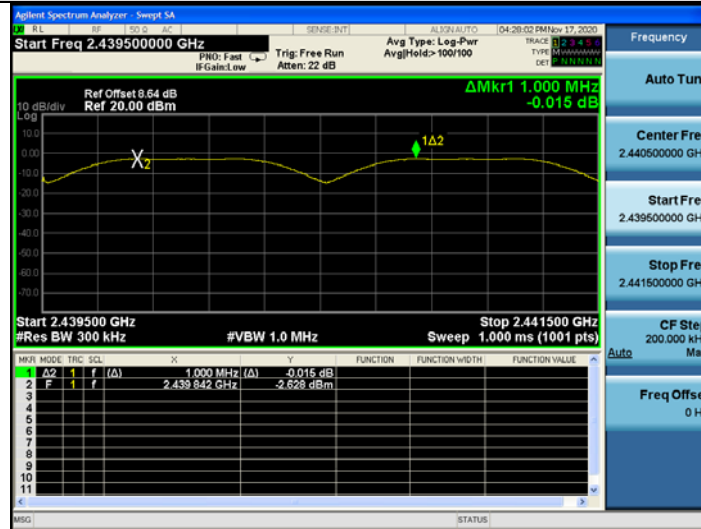 Agilent Spectrum Analyzer - Swept SA
RL RF 50 Ω AC SENSE:INT ALIGNAUTO 04:28:02 PM Nov 17, 2020
Start Freq 2.439500000 GHz
PNO: Fast
IFGain:Low
Trig: Free Run
Atten: 22 dB
Avg Type: Log-Pwr
Avg|Hold:>100/100
TRACE 1 2 3 4 5 6
TYPE M
DET P N N N N N
Ref Offset 8.64 dB
Ref 20.00 dBm
10 dB/div
Log
ΔMkr1 1.000 MHz
-0.015 dB
10.0
0.00
-10.0
-20.0
-30.0
-40.0
-50.0
-60.0
-70.0
X2
1Δ2
Start 2.439500 GHz
#Res BW 300 kHz
#VBW 1.0 MHz
Stop 2.441500 GHz
Sweep 1.000 ms (1001 pts)
MKR MODE TRC SCL X Y FUNCTION FUNCTION WIDTH FUNCTION VALUE
1 Δ2 1 f (Δ) 1.000 MHz (Δ) -0.015 dB
2 F 1 f 2.439 842 GHz -2.628 dBm
3
4
5
6
7
8
9
10
11
MSG STATUS
Frequency
Auto Tun
Center Fre
2.440500000 GH
Start Fre
2.439500000 GH
Stop Fre
2.441500000 GH
CF Ste
200.000 kH
Auto Ma
Freq Offse
0 H